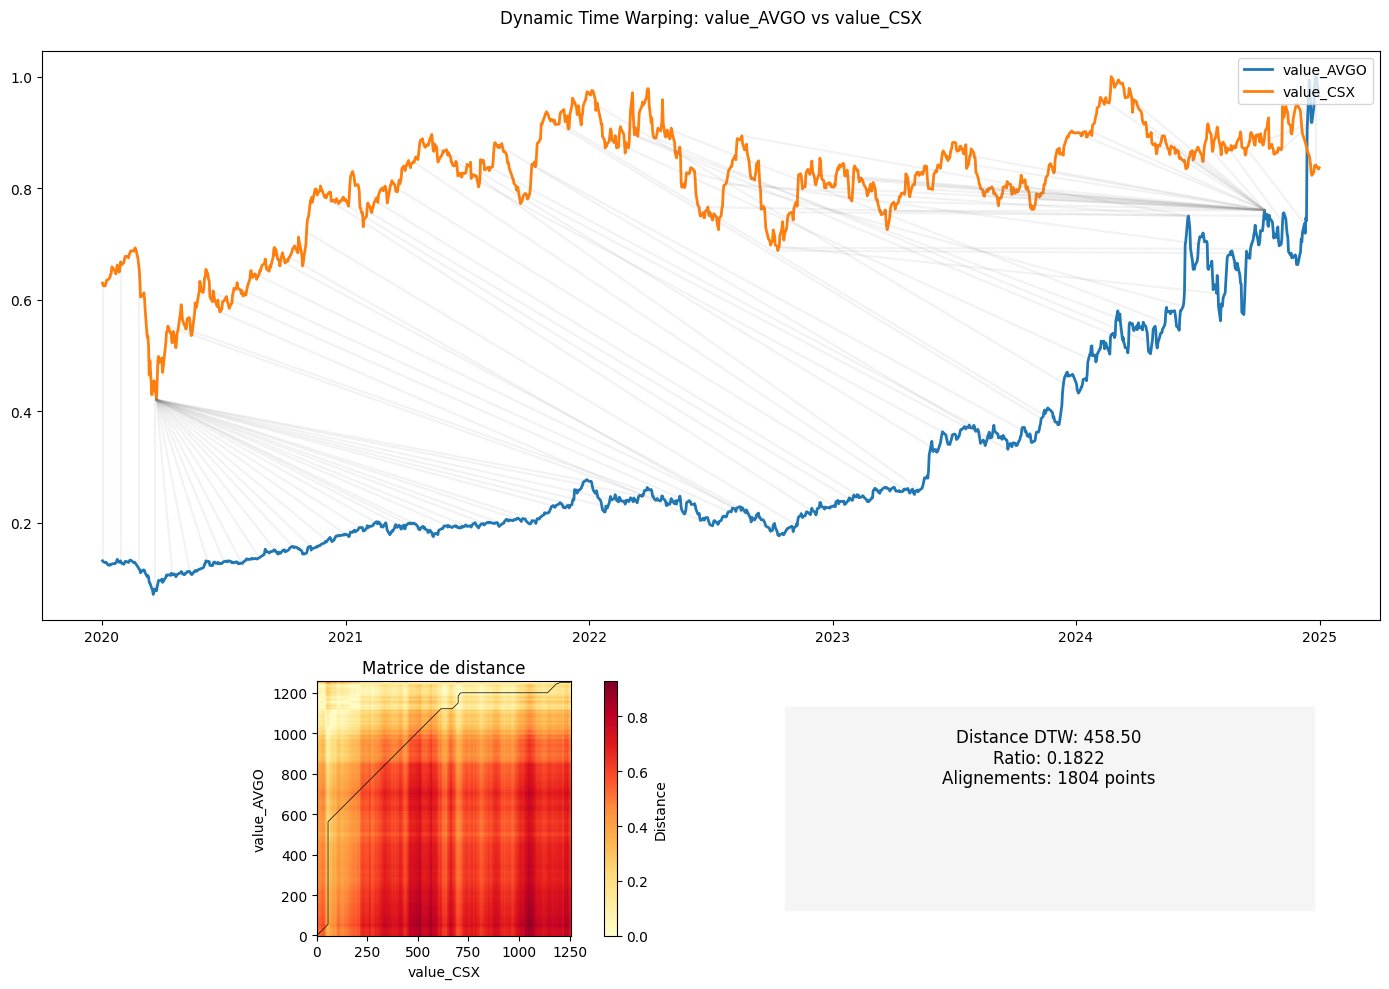 Dynamic Time Warping: value_AVGO vs value_CSX
value_AVGO
value_CSX
1.0
0.8
0.6
0.4
0.2
2020 2021 2022 2023 2024 2025
Matrice de distance
value_AVGO
1200
1000
800
600
400
200
0
0 250 500 750 1000 1250
value_CSX
0.8
0.6
0.4
0.2
0.0
Distance
Distance DTW: 458.50
Ratio: 0.1822
Alignements: 1804 points